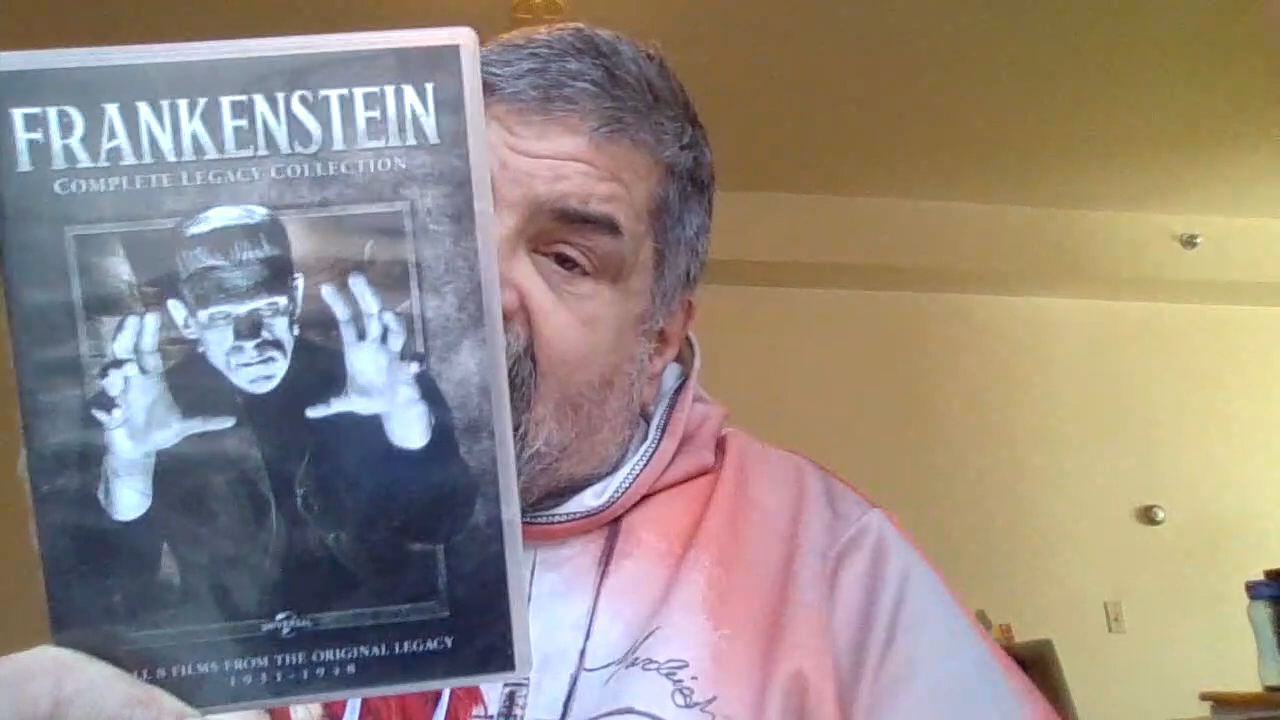 FRANKENSTEIN
COMPLETE LEGACY COLLECTION
UNIVERSAL
ALL 8 FILMS FROM THE ORIGINAL LEGACY
1931-1948